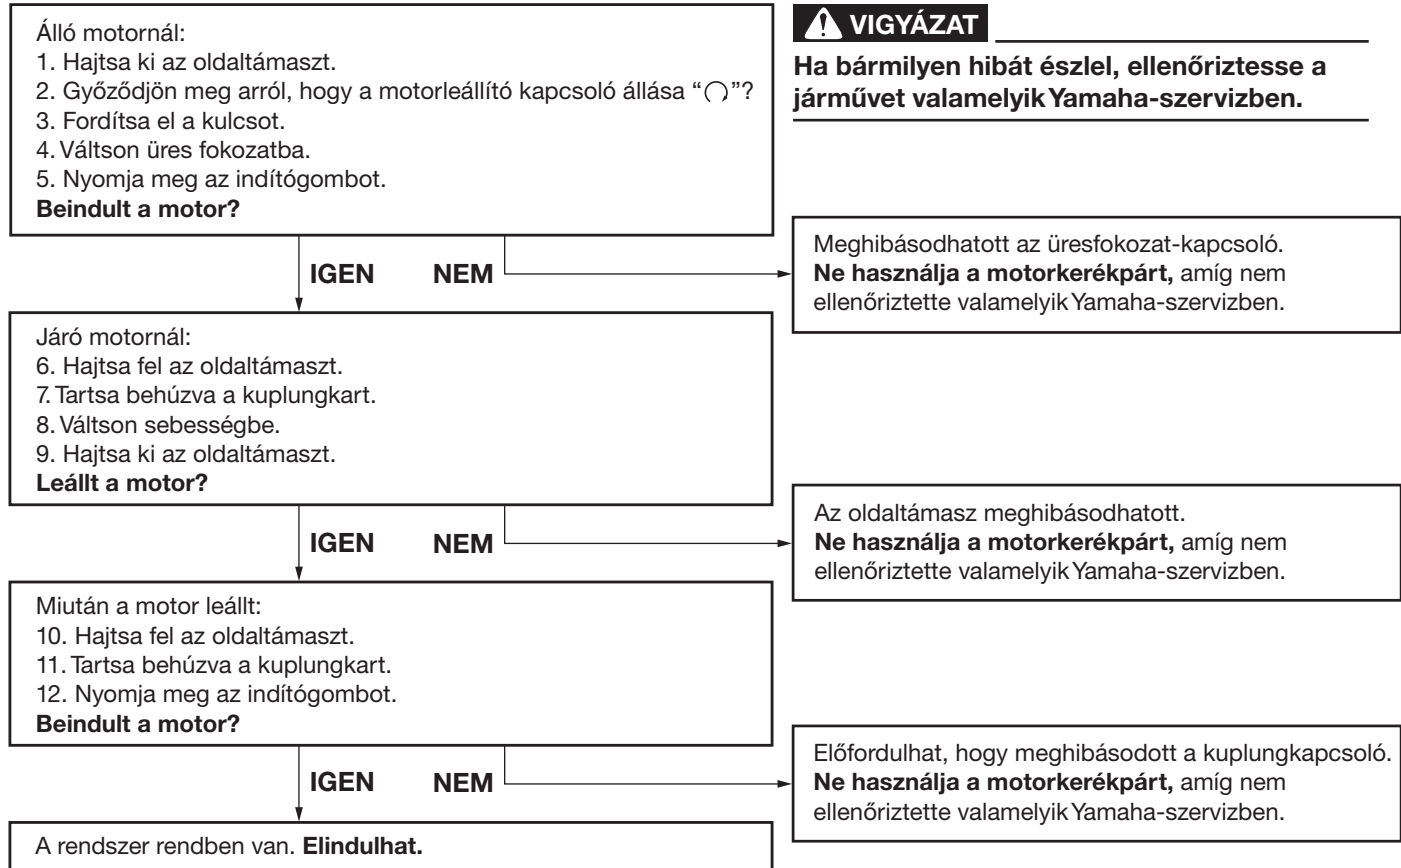 Álló motornál:
1. Hajtsa ki az oldaltámaszt.
2. Győződjön meg arról, hogy a motorleállító kapcsoló állása “○”?
3. Fordítsa el a kulcsot.
4. Váltson üres fokozatba.
5. Nyomja meg az indítógombot.
Beindult a motor?
VIGYÁZAT
Ha bármilyen hibát észlel, ellenőriztesse a
járművet valamelyik Yamaha-szervizben.
IGEN NEM
Meghibásodhatott az üresfokozat-kapcsoló.
Ne használja a motorkerékpárt, amíg nem
ellenőriztette valamelyik Yamaha-szervizben.
Járó motornál:
6. Hajtsa fel az oldaltámaszt.
7. Tartsa behúzva a kuplungkart.
8. Váltson sebességbe.
9. Hajtsa ki az oldaltámaszt.
Leállt a motor?
IGEN NEM
Az oldaltámasz meghibásodhatott.
Ne használja a motorkerékpárt, amíg nem
ellenőriztette valamelyik Yamaha-szervizben.
Miután a motor leállt:
10. Hajtsa fel az oldaltámaszt.
11. Tartsa behúzva a kuplungkart.
12. Nyomja meg az indítógombot.
Beindult a motor?
IGEN NEM
Előfordulhat, hogy meghibásodott a kuplungkapcsoló.
Ne használja a motorkerékpárt, amíg nem
ellenőriztette valamelyik Yamaha-szervizben.
A rendszer rendben van. Elindulhat.